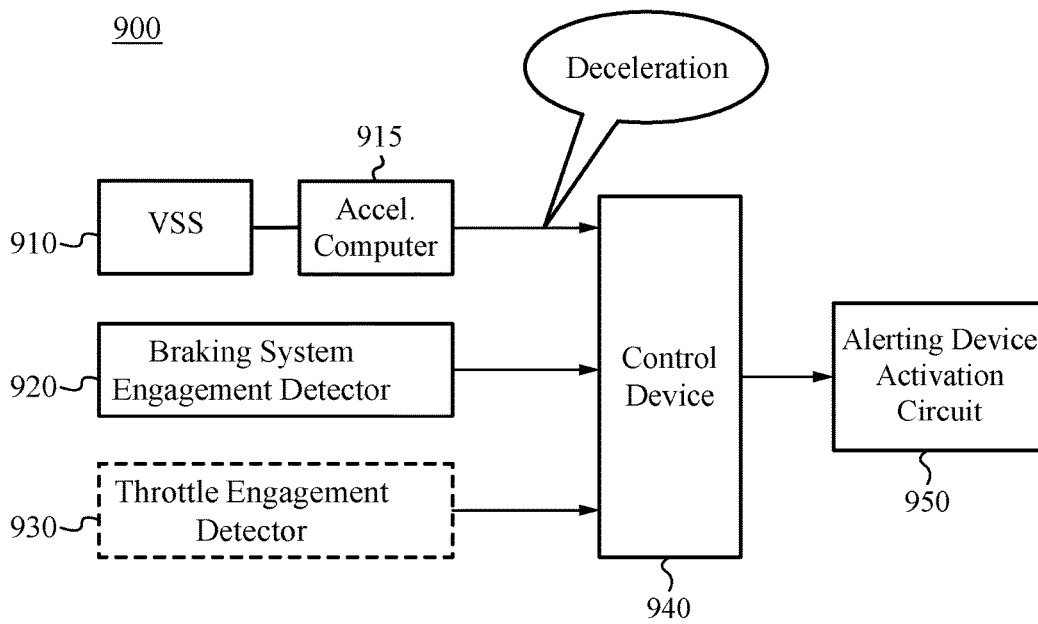 900
Deceleration
915
VSS
Accel.
Computer
910
Braking System
Engagement Detector
920
Throttle Engagement
Detector
930
Control
Device
940
Alerting Device
Activation
Circuit
950